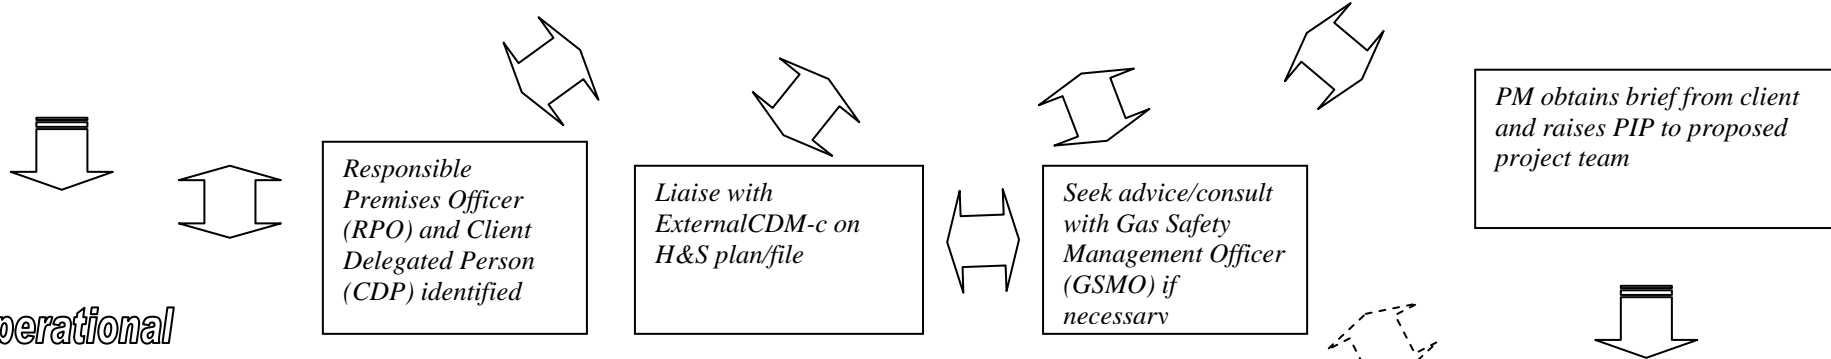 Responsible
Premises Officer
(RPO) and Client
Delegated Person
(CDP) identified
Liaise with
ExternalCDM-c on
H&S plan/file
Seek advice/consult
with Gas Safety
Management Officer
(GSMO) if
necessary
PM obtains brief from client
and raises PIP to proposed
project team
perational